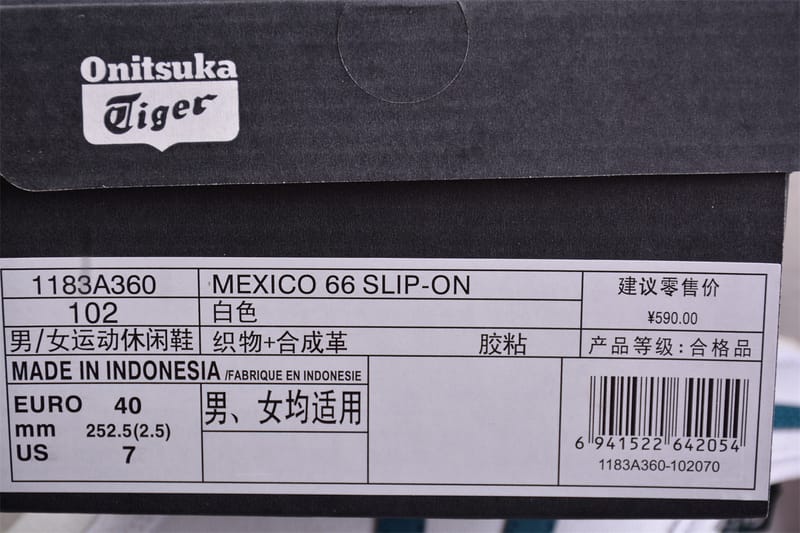 Onitsuka
Tiger
1183A360
MEXICO 66 SLIP-ON
建议零售价
102
白色
¥590.00
男/女运动休闲鞋
织物+合成革
胶粘
产品等级:合格品
MADE IN INDONESIA /FABRIQUE EN INDONESIE
EURO 40
男、女均适用
mm 252.5(2.5)
US 7
6 941522 642054
1183A360-102070